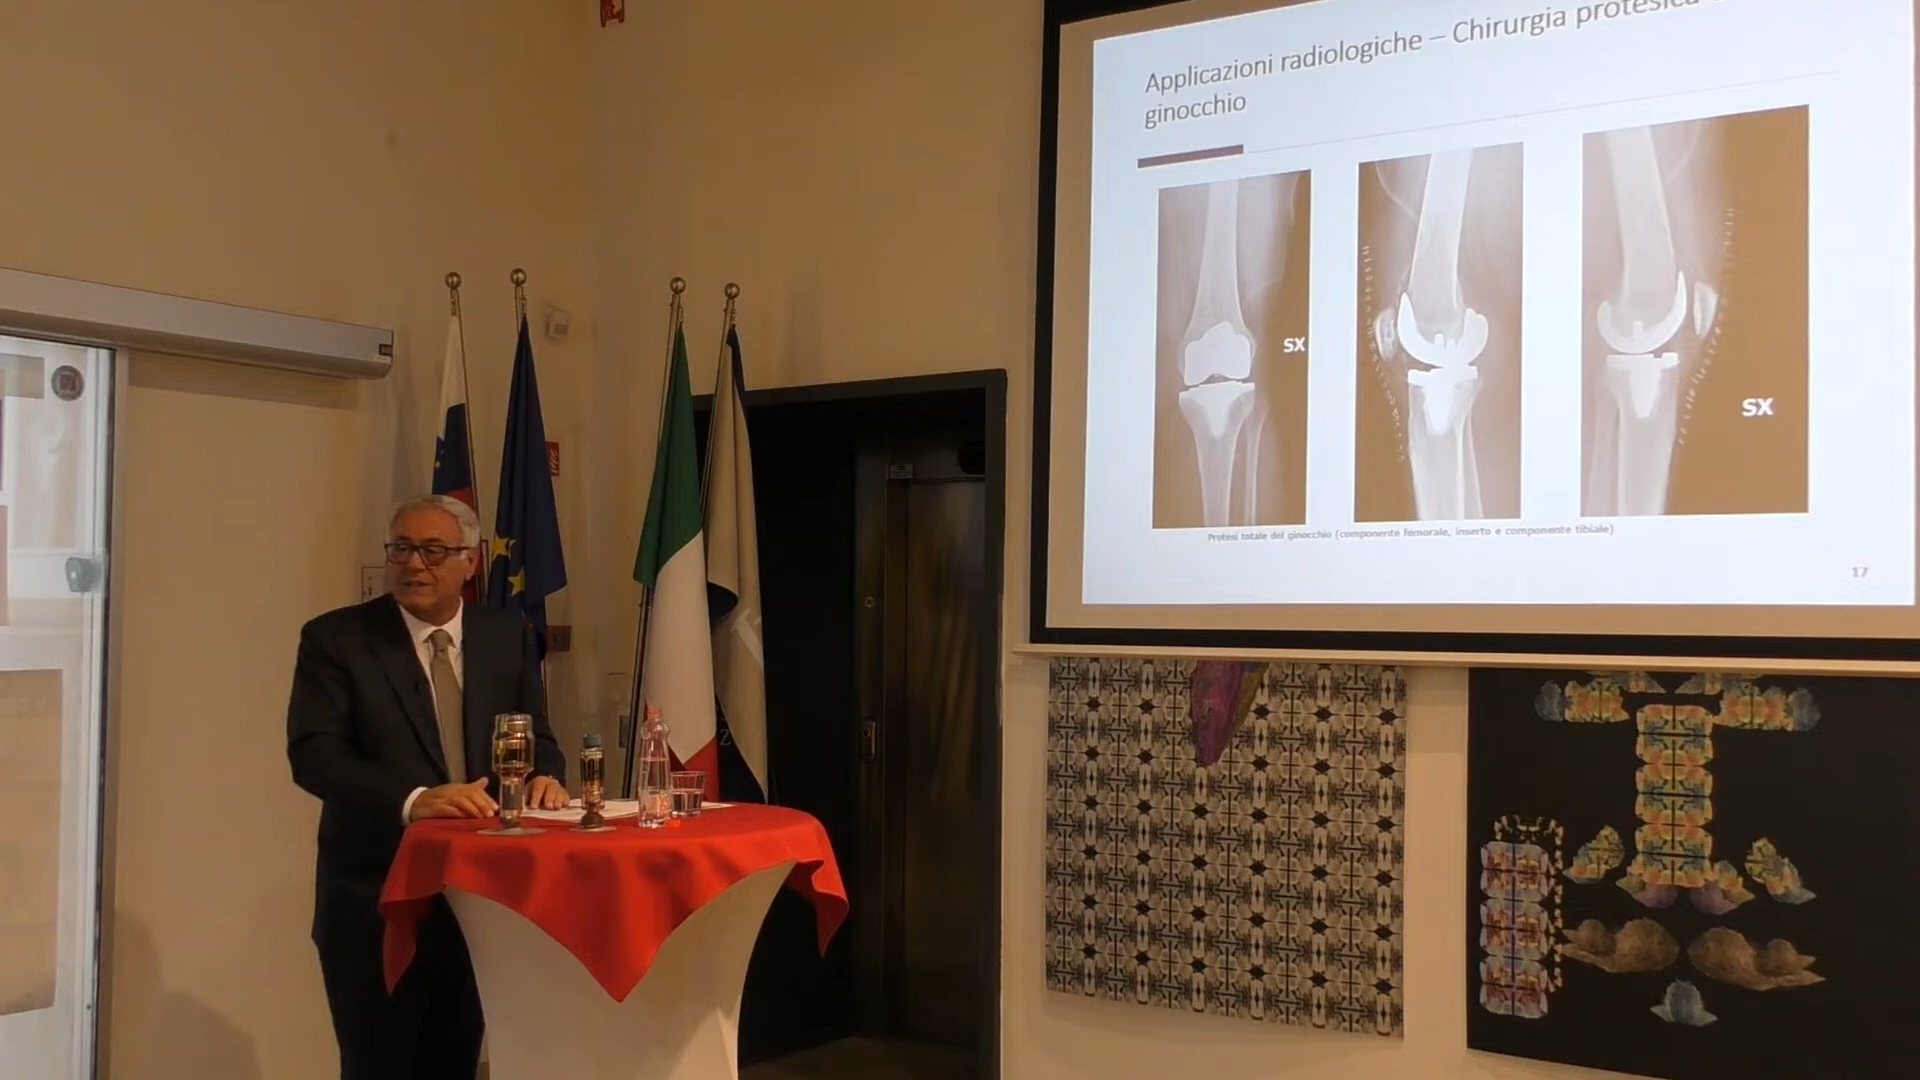 Applicazioni radiologiche – Chirurgia protesica
ginocchio
SX
SX
Protesi totale del ginocchio (componente femorale, inserto e componente tibiale)
17